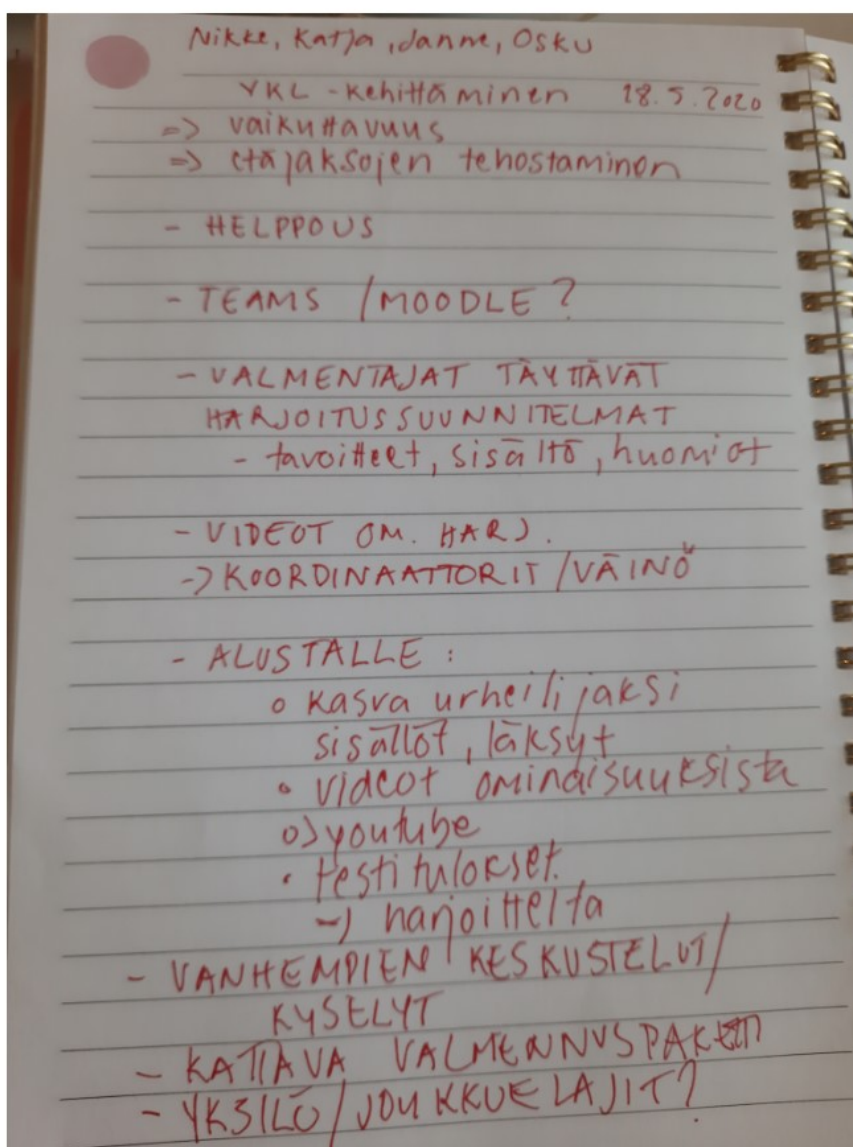 Nikke, Katja, Janne, Osku
YKL - kehittäminen 28.5.2020
=> vaikuttavuus
=> etäjaksojen tehostaminen
- HELPPOUS
- TEAMS / MOODLE ?
- VALMENTAJAT TÄYTTÄVÄT
HARJOITUSSUUNNITELMAT
- tavoitteet, sisältö, huomiot
- VIDEOT OM. HARJ.
-> KOORDINAATTORIT / VÄINÖ
- ALUSTALLE :
o kasva urheilijaksi
sisällöt, läksyt
• videot ominaisuuksista
o) youtube
• testitulokset
-) harjoittelta
- VANHEMPIEN KESKUSTELUT/
KYSELYT
- KATTAVA VALMENNUSPAKETTI
- YKSILÖ / JOUKKUELAJIT?